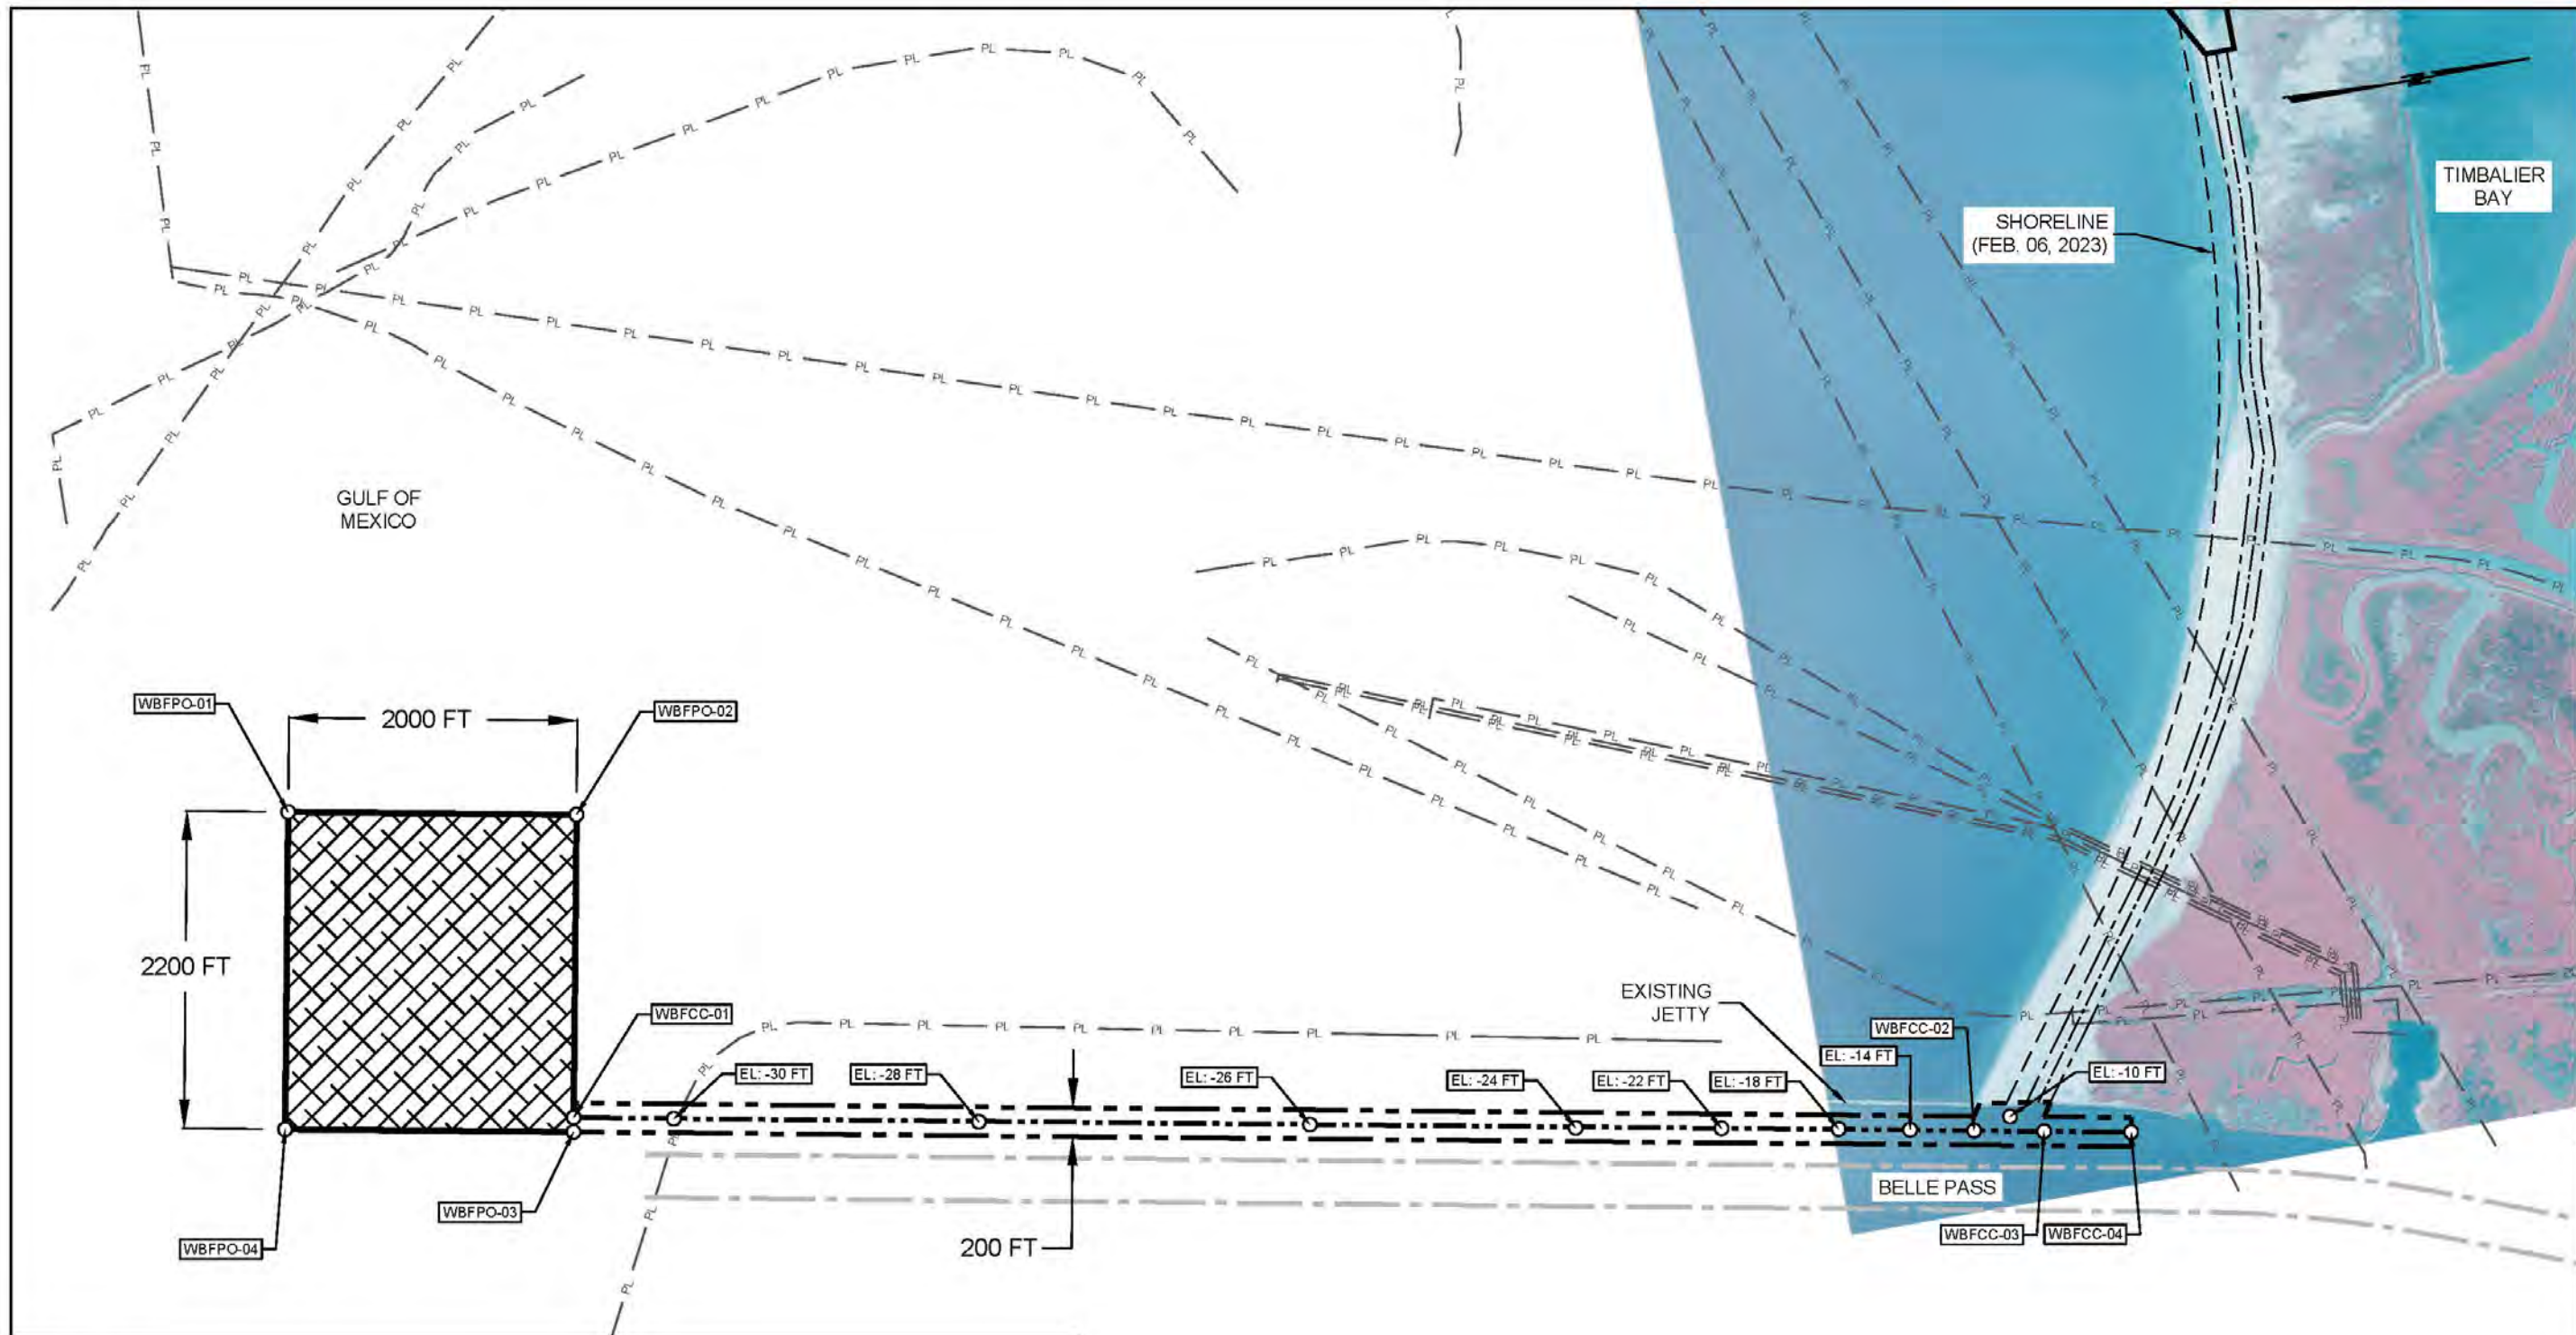 TIMBALIER
BAY
SHORELINE
(FEB. 06, 2023)
GULF OF
MEXICO
WBFPO-01
2000 FT
WBFPO-02
2200 FT
WBFCC-01
EXISTING
JETTY
WBFCC-02
EL: -30 FT
EL: -28 FT
EL: -26 FT
EL: -24 FT
EL: -22 FT
EL: -18 FT
EL: -14 FT
EL: -10 FT
BELLE PASS
WBFPO-03
WBFPO-04
200 FT
WBFCC-03
WBFCC-04
PL